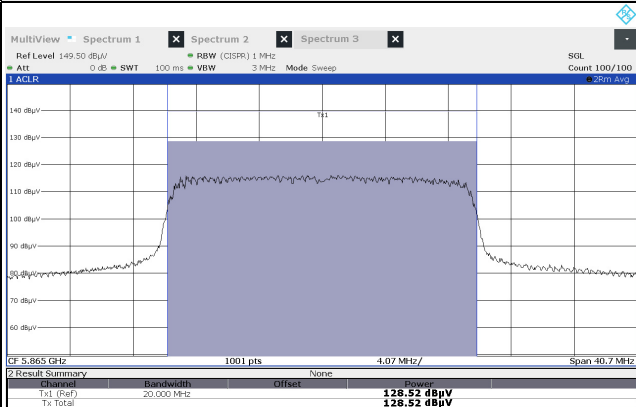 MultiView Spectrum 1 X Spectrum 2 X Spectrum 3 X
Ref Level 149.50 dBµV RBW (CISPR) 1 MHz SGL
Att 0 dB SWT 100 ms VBW 3 MHz Mode Sweep Count 100/100
1 ACLR 2Rm Avg
Tx1
140 dBµV
130 dBµV
120 dBµV
110 dBµV
100 dBµV
90 dBµV
80 dBµV
70 dBµV
60 dBµV
CF 5.865 GHz 1001 pts 4.07 MHz/ Span 40.7 MHz
2 Result Summary None
Channel Bandwidth Offset Power
Tx1 (Ref) 20.000 MHz 128.52 dBµV
Tx Total 128.52 dBµV